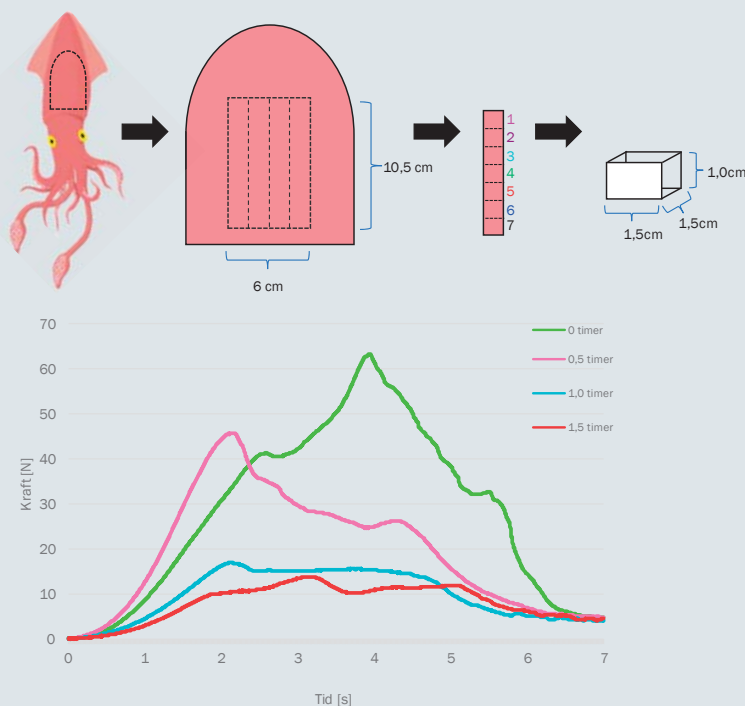 1
2
3
4
5
6
7
10,5 cm
6 cm
1,0cm
1,5cm
1,5cm
70
60
50
40
30
20
10
0
Kraft [N]
0 1 2 3 4 5 6 7
Tid [s]
0 timer
0,5 timer
1,0 timer
1,5 timer